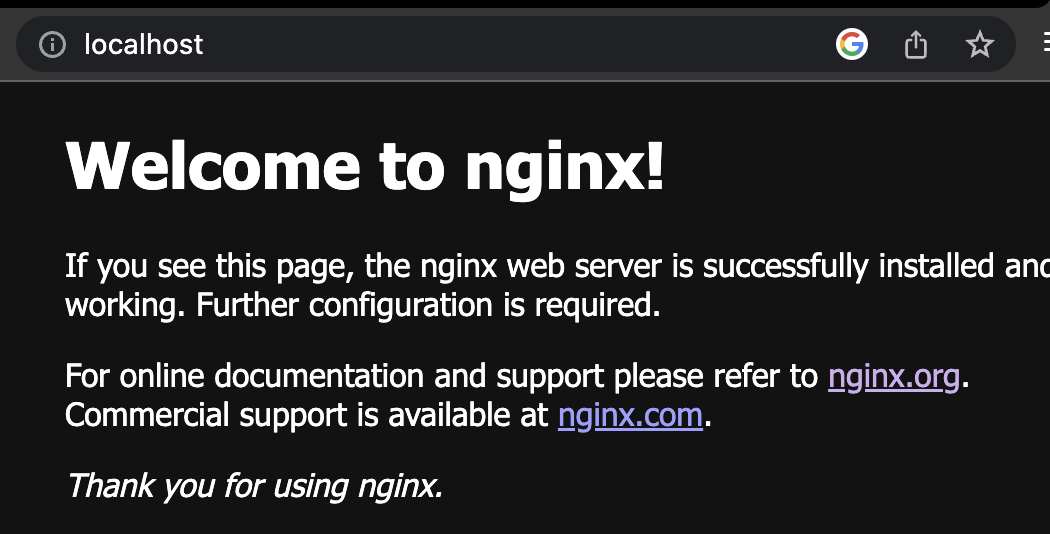 localhost
Welcome to nginx!
If you see this page, the nginx web server is successfully installed and
working. Further configuration is required.
For online documentation and support please refer to nginx.org.
Commercial support is available at nginx.com.
Thank you for using nginx.